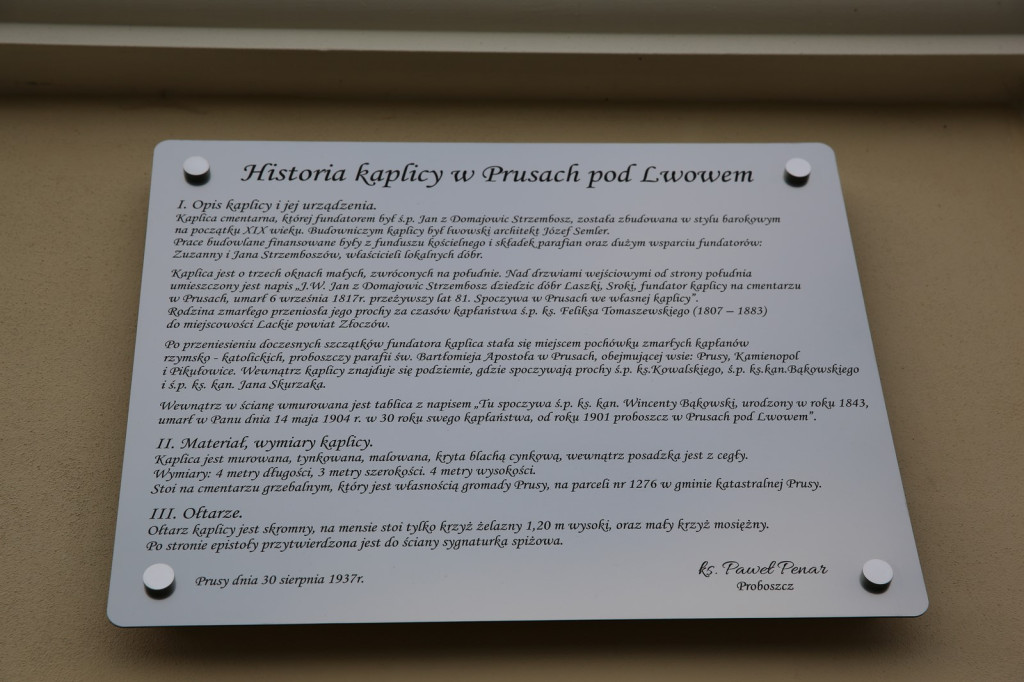 Historia kaplicy w Prusach pod Lwowem
I. Opis kaplicy i jej urządzenia.
Kaplica cmentarna, której fundatorem był ś.p. Jan z Domajowic Strzembosz, została zbudowana w stylu barokowym
na początku XIX wieku. Budowniczym kaplicy był lwowski architekt Józef Semler.
Prace budowlane finansowane były z funduszu kościelnego i składek parafian oraz dużym wsparciu fundatorów:
Zuzanny i Jana Strzemboszów, właścicieli lokalnych dóbr.
Kaplica jest o trzech oknach małych, zwróconych na południe. Nad drzwiami wejściowymi od strony południa
umieszczony jest napis „J.W. Jan z Domajowic Strzembosz dziedzic dóbr Laszki, Sroki, fundator kaplicy na cmentarzu
w Prusach, umarł 6 września 1817r. przeżywszy lat 81. Spoczywa w Prusach we własnej kaplicy”.
Rodzina zmarłego przeniosła jego prochy za czasów kapłaństwa ś.p. ks. Feliksa Tomaszewskiego (1807 – 1883)
do miejscowości Lackie powiat Złoczów.
Po przeniesieniu doczesnych szczątków fundatora kaplica stała się miejscem pochówku zmarłych kapłanów
rzymsko - katolickich, proboszczy parafii św. Bartłomieja Apostoła w Prusach, obejmującej wsie: Prusy, Kamienopol
i Pikułowice. Wewnątrz kaplicy znajduje się podziemie, gdzie spoczywają prochy ś.p. ks.Kowalskiego, ś.p. ks.kan.Bąkowskiego
i ś.p. ks. kan. Jana Skurzaka.
Wewnątrz w ścianę wmurowana jest tablica z napisem „Tu spoczywa ś.p. ks. kan. Wincenty Bąkowski, urodzony w roku 1843,
umarł w Panu dnia 14 maja 1904 r. w 30 roku swego kapłaństwa, od roku 1901 proboszcz w Prusach pod Lwowem”.
II. Materiał, wymiary kaplicy.
Kaplica jest murowana, tynkowana, malowana, kryta blachą cynkową, wewnątrz posadzka jest z cegły.
Wymiary: 4 metry długości, 3 metry szerokości. 4 metry wysokości.
Stoi na cmentarzu grzebalnym, który jest własnością gromady Prusy, na parceli nr 1276 w gminie katastralnej Prusy.
III. Ołtarze.
Ołtarz kaplicy jest skromny, na mensie stoi tylko krzyż żelazny 1,20 m wysoki, oraz mały krzyż mosiężny.
Po stronie epistoły przytwierdzona jest do ściany sygnaturka spiżowa.
Prusy dnia 30 sierpnia 1937r.
ks. Paweł Penar
Proboszcz